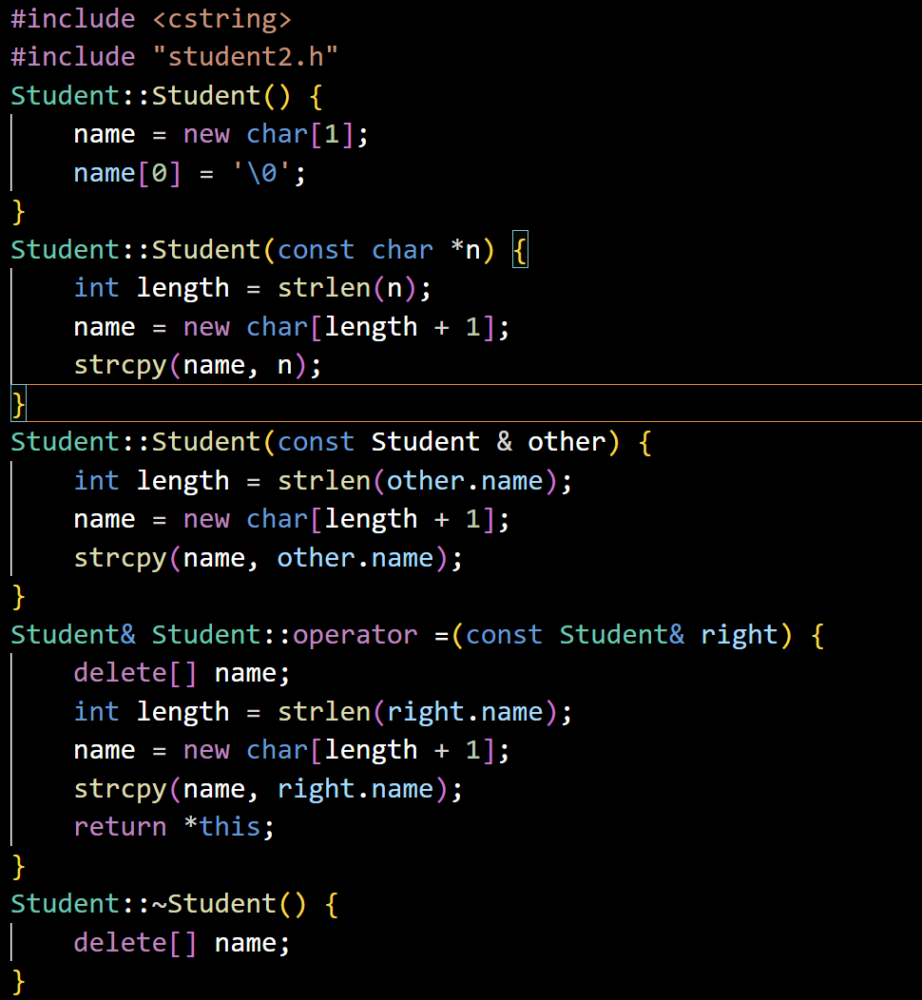 #include <cstring>
#include "student2.h"
Student::Student() {
    name = new char[1];
    name[0] = '\0';
}
Student::Student(const char *n) {
    int length = strlen(n);
    name = new char[length + 1];
    strcpy(name, n);
}
Student::Student(const Student & other) {
    int length = strlen(other.name);
    name = new char[length + 1];
    strcpy(name, other.name);
}
Student& Student::operator =(const Student& right) {
    delete[] name;
    int length = strlen(right.name);
    name = new char[length + 1];
    strcpy(name, right.name);
    return *this;
}
Student::~Student() {
    delete[] name;
}